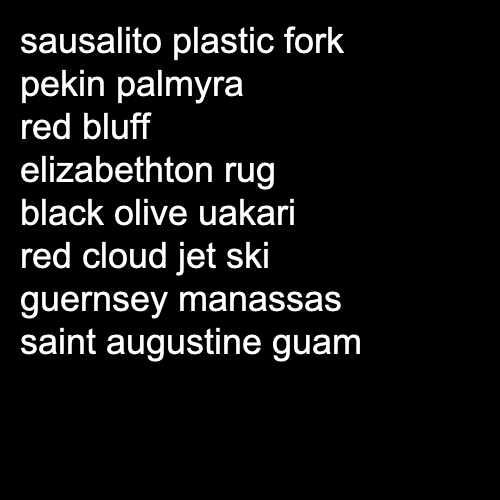 sausalito plastic fork
pekin palmyra
red bluff
elizabethton rug
black olive uakari
red cloud jet ski
guernsey manassas
saint augustine guam